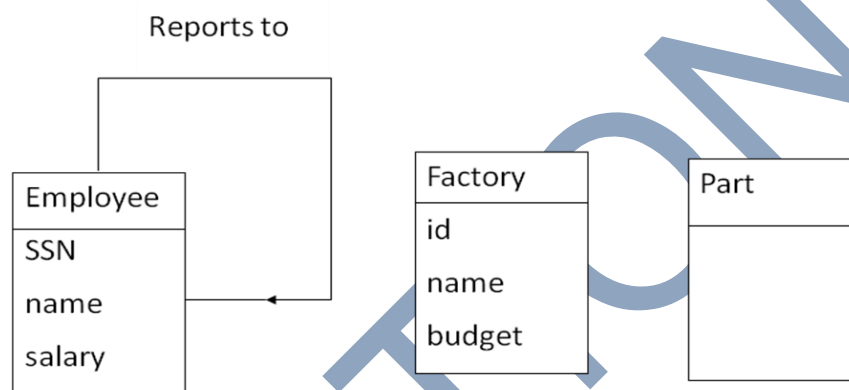 Reports to
Employee
SSN
name
salary
Factory
id
name
budget
Part